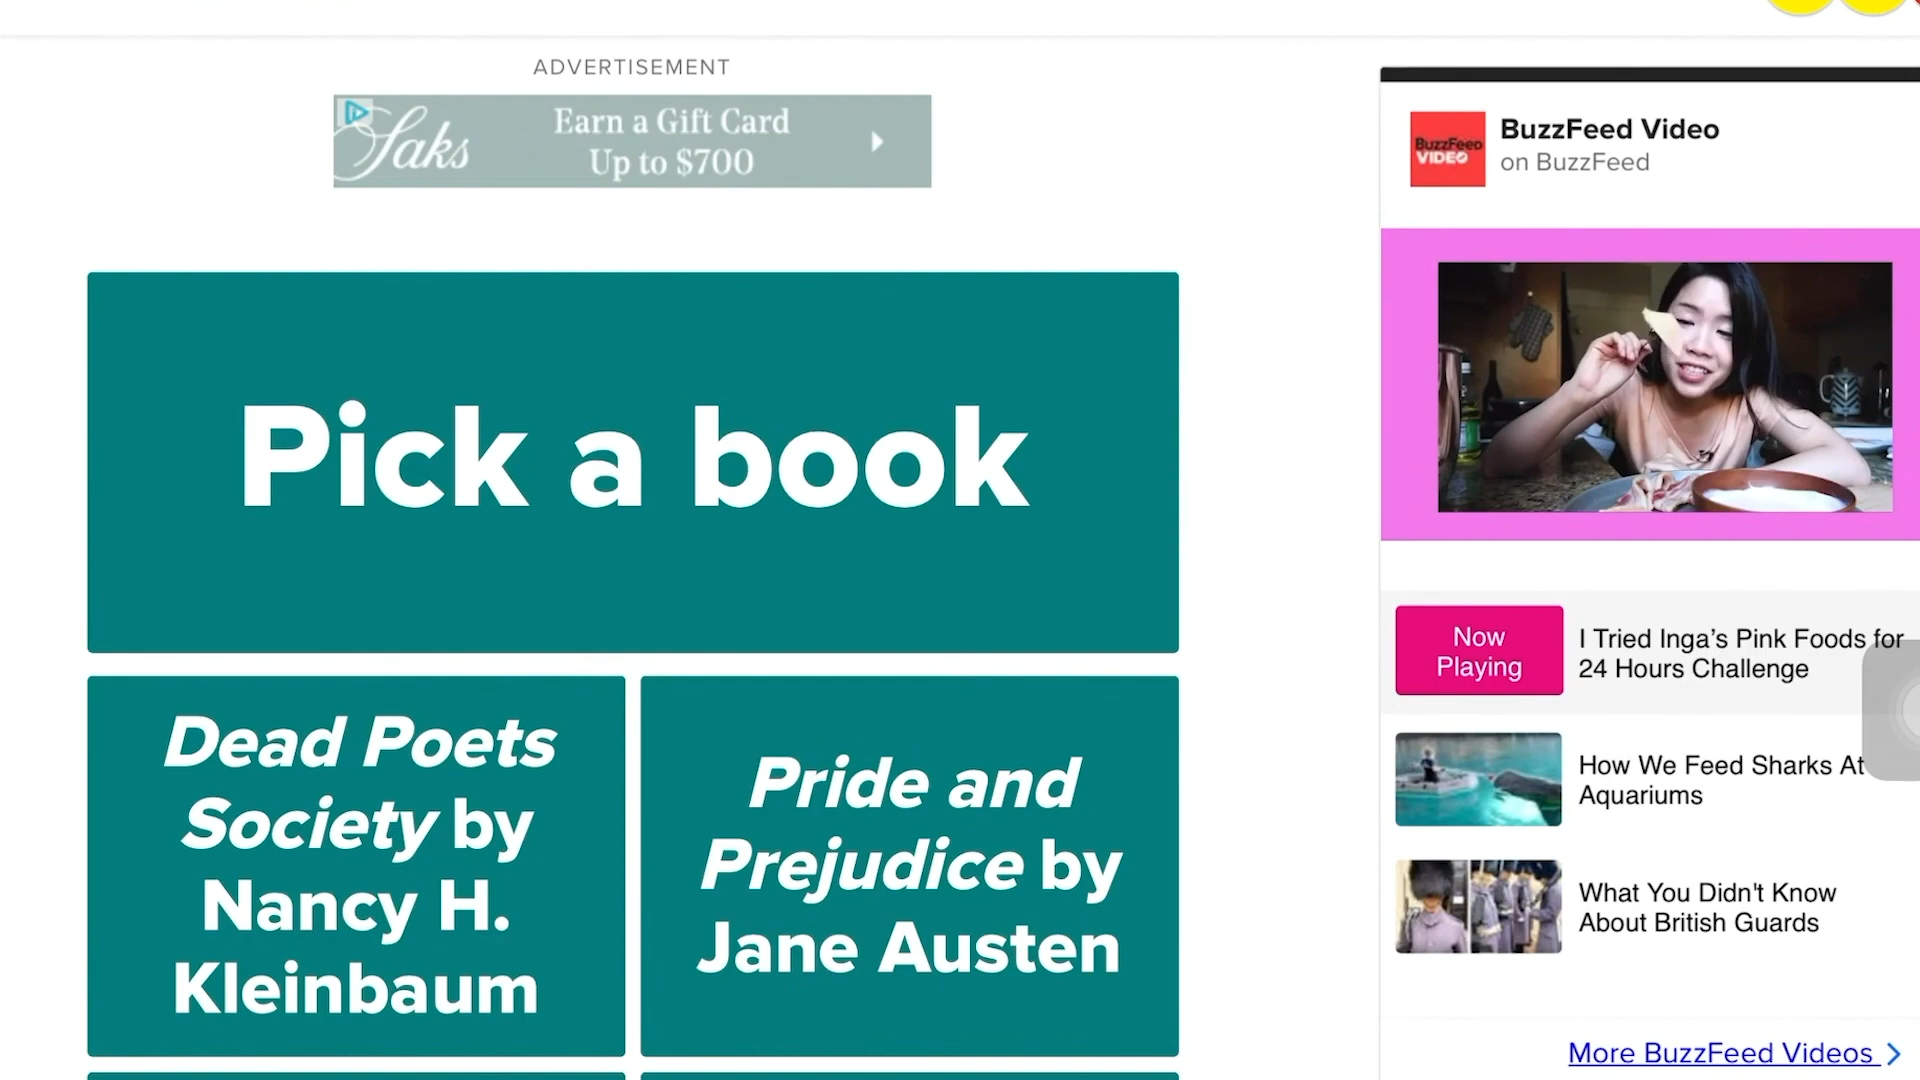 ADVERTISEMENT
Saks
Earn a Gift Card
Up to $700
Pick a book
Dead Poets
Society by
Nancy H.
Kleinbaum
Pride and
Prejudice by
Jane Austen
BuzzFeed
VIDEO
BuzzFeed Video
on BuzzFeed
Now
Playing
I Tried Inga’s Pink Foods for
24 Hours Challenge
How We Feed Sharks At
Aquariums
What You Didn't Know
About British Guards
More BuzzFeed Videos